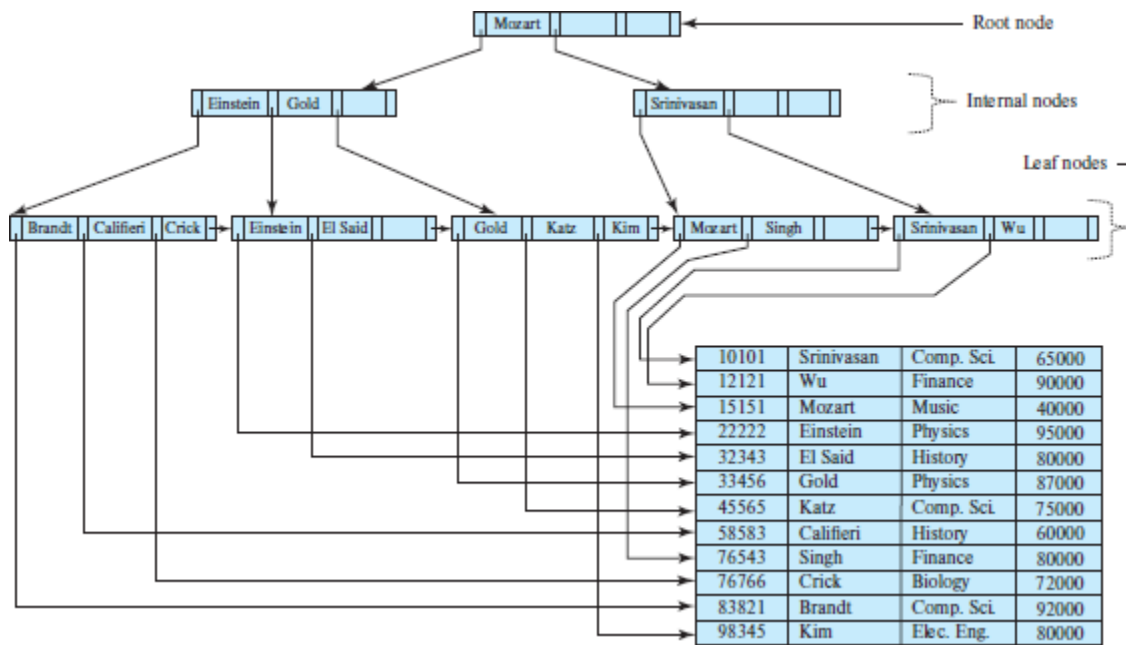 Mozart
Root node
Einstein Gold
Srinivasan
Internal nodes
Leaf nodes
Brandt Califieri Crick Einstein El Said Gold Katz Kim Mozart Singh Srinivasan Wu
10101 Srinivasan Comp. Sci. 65000
12121 Wu Finance 90000
15151 Mozart Music 40000
22222 Einstein Physics 95000
32343 El Said History 80000
33456 Gold Physics 87000
45565 Katz Comp. Sci. 75000
58583 Califieri History 60000
76543 Singh Finance 80000
76766 Crick Biology 72000
83821 Brandt Comp. Sci. 92000
98345 Kim Elec. Eng. 80000